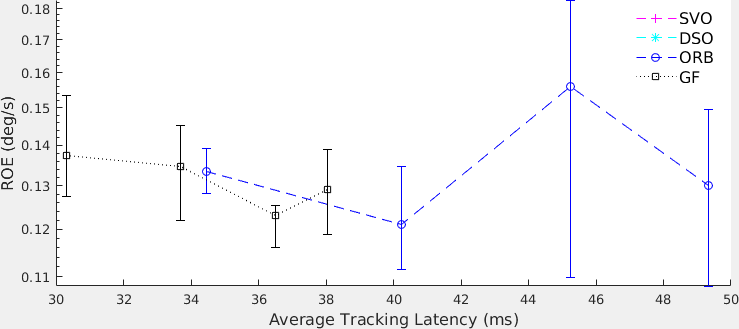 0.18
0.17
0.16
0.15
0.14
0.13
0.12
0.11
ROE (deg/s)
SVO
DSO
ORB
GF
30 32 34 36 38 40 42 44 46 48 50
Average Tracking Latency (ms)